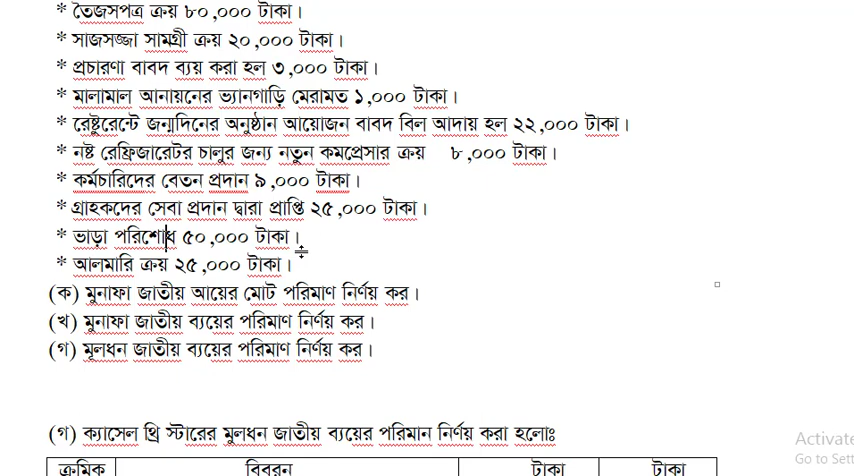 * তৈজসপত্র ক্রয় ৮০,০০০ টাকা।
* সাজসজ্জা সামগ্রী ক্রয় ২০,০০০ টাকা।
* প্রচারণা বাবদ ব্যয় করা হল ৩,০০০ টাকা।
* মালামাল আনায়নের ভ্যানগাড়ি মেরামত ১,০০০ টাকা।
* রেষ্টুরেন্টে জন্মদিনের অনুষ্ঠান আয়োজন বাবদ বিল আদায় হল ২২,০০০ টাকা।
* নষ্ট রেফ্রিজারেটর চালুর জন্য নতুন কমপ্রেসার ক্রয় ৮,০০০ টাকা।
* কর্মচারিদের বেতন প্রদান ৯,০০০ টাকা।
* গ্রাহকদের সেবা প্রদান দ্বারা প্রাপ্তি ২৫,০০০ টাকা।
* ভাড়া পরিশোধ ৫০,০০০ টাকা।
* আলমারি ক্রয় ২৫,০০০ টাকা।
(ক) মুনাফা জাতীয় আয়ের মোট পরিমাণ নির্ণয় কর।
(খ) মুনাফা জাতীয় ব্যয়ের পরিমাণ নির্ণয় কর।
(গ) মূলধন জাতীয় ব্যয়ের পরিমাণ নির্ণয় কর।
(গ) ক্যাসেল থ্রি স্টারের মুলধন জাতীয় ব্যয়ের পরিমান নির্ণয় করা হলোঃ
ক্রমিক বিবরন টাকা টাকা
Activate
Go to Sett